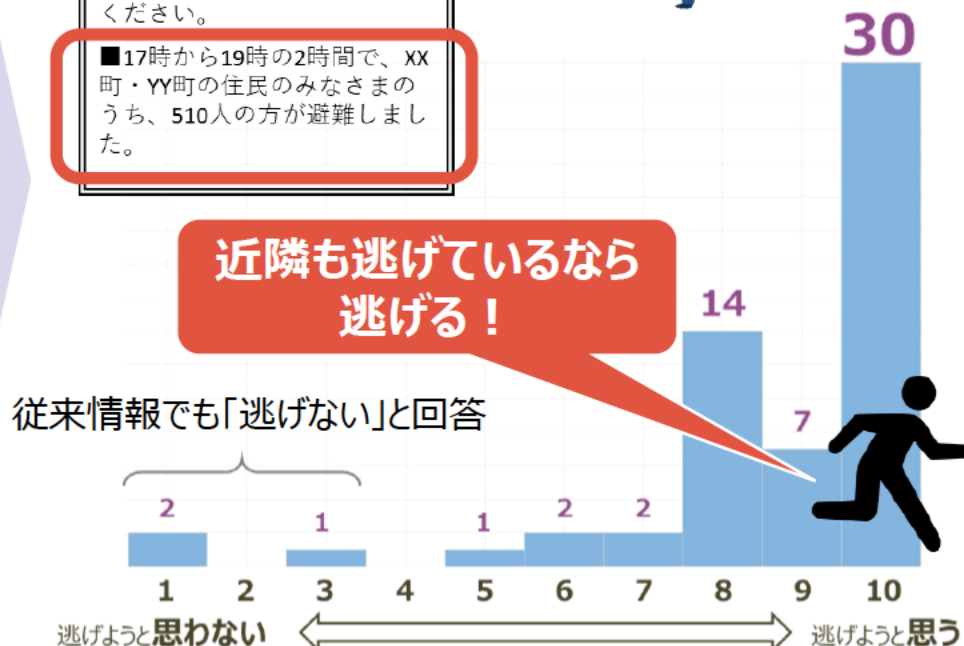 ください。
■17時から19時の2時間で、XX
町・YY町の住民のみなさまの
うち、510人の方が避難しまし
た。
近隣も逃げているなら
逃げる！
従来情報でも「逃げない」と回答
2
1
1
2
2
14
7
30
1 2 3 4 5 6 7 8 9 10
逃げようと思わない
逃げようと思う